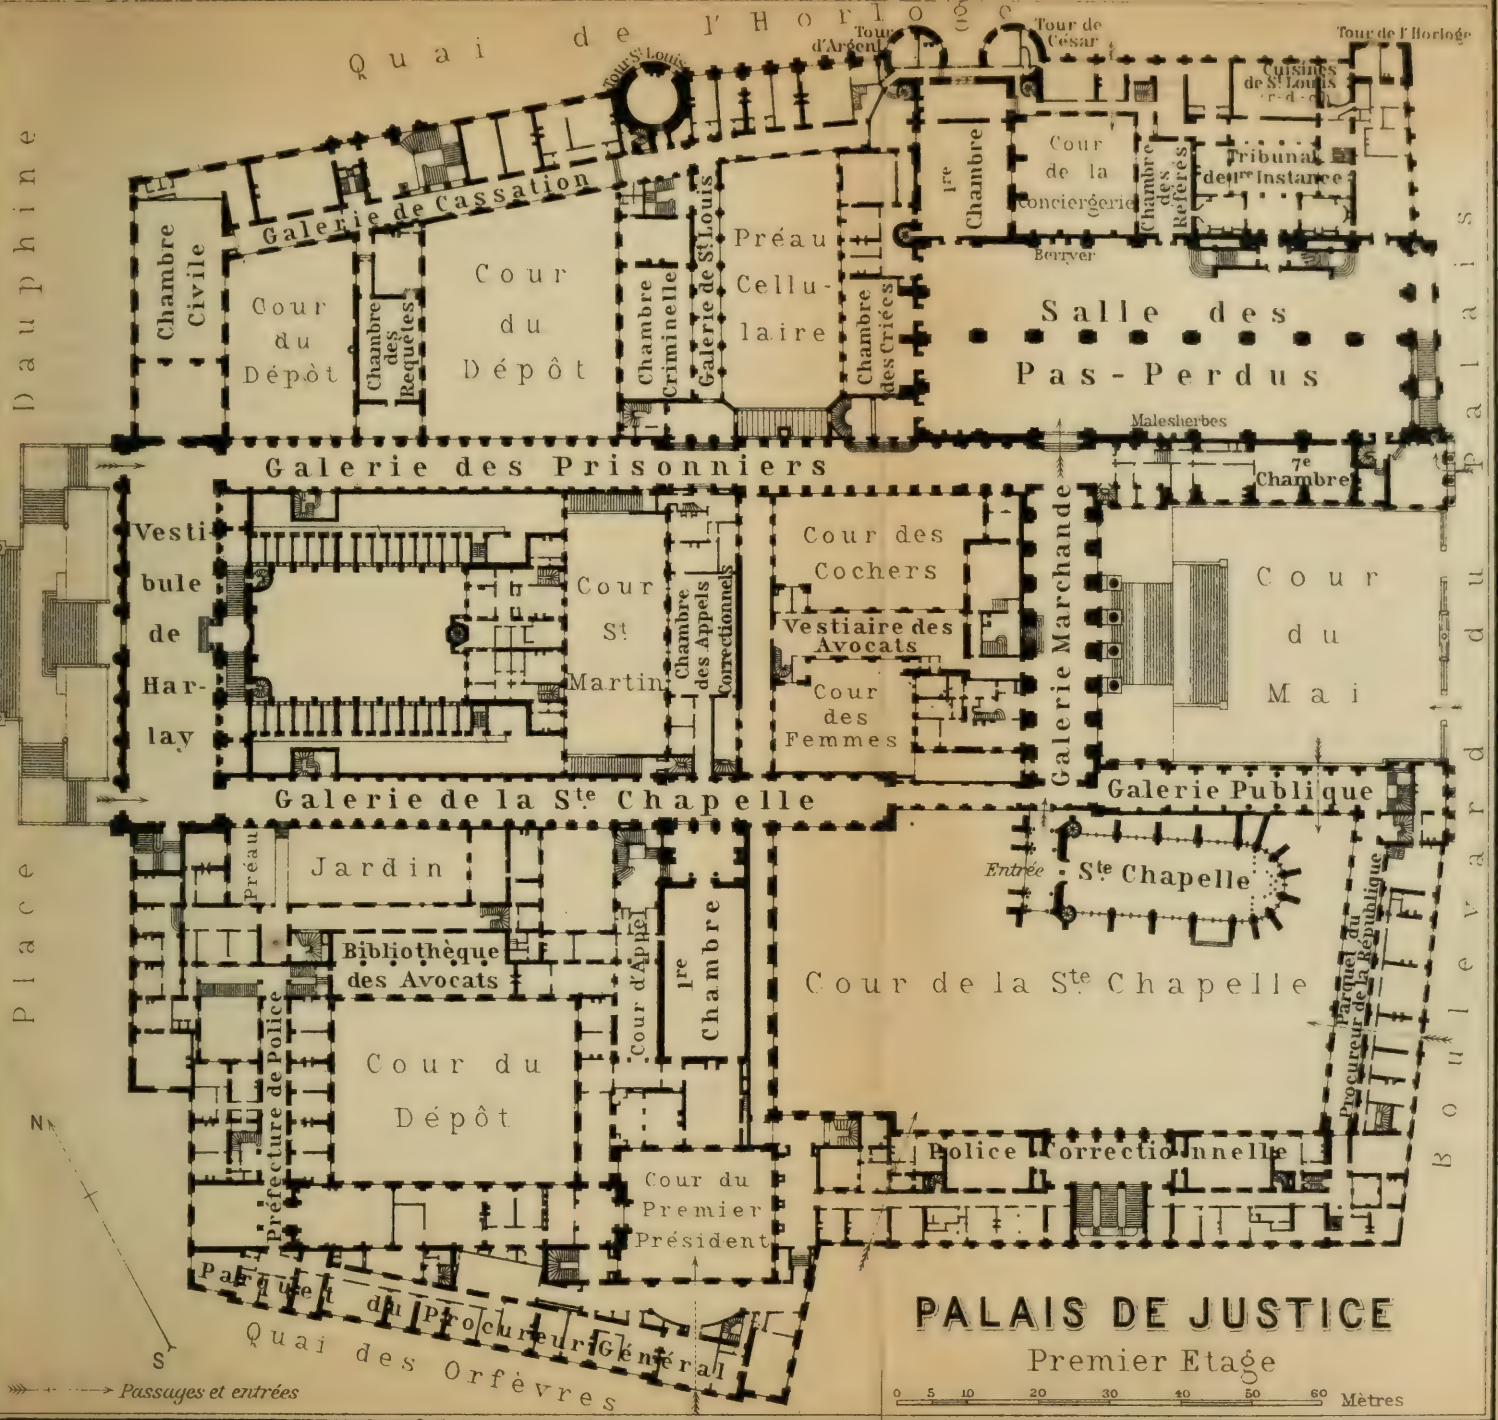 Quai de l'Horloge
Tour d'Argent
Tour de César
Tour de l'Horloge
Tour St. Louis
Cuisines
de St. Louis
r-d-ch
Place Dauphine
Chambre
Civile
Galerie de Cassation
Cour
du
Dépôt
Chambre
des
Requêtes
Cour
du
Dépôt
Chambre
Criminelle
Galerie de St. Louis
Préau
Cellu-
laire
Chambre
des Criées
1re
Chambre
Cour
de la
Conciergerie
Chambre
des
Référés
Tribunal
de 1re Instance
Berryer
Salle des
Pas-Perdus
Malesherbes
Galerie des Prisonniers
7e
Chambre
Vesti-
bule
de
Har-
lay
Cour
St.
Martin
Chambre
des Appels
Correctionnels
Cour des
Cochers
Vestiaire des
Avocats
Cour
des
Femmes
Galerie Marchande
Cour
du
Mai
Boulevard du Palais
Galerie de la Ste. Chapelle
Galerie Publique
Préau
Jardin
Entrée
Ste. Chapelle
Bibliothèque
des Avocats
Cour d'Appel
1re
Chambre
Cour de la Ste. Chapelle
Parquet du
Procureur de la République
Préfecture de Police
Cour du
Dépôt
Police Correctionnelle
Cour du
Premier
Président
N
S
Parquet du Procureur Général
Quai des Orfèvres
Passages et entrées
PALAIS DE JUSTICE
Premier Etage
0 5 10 20 30 40 50 60 Mètres